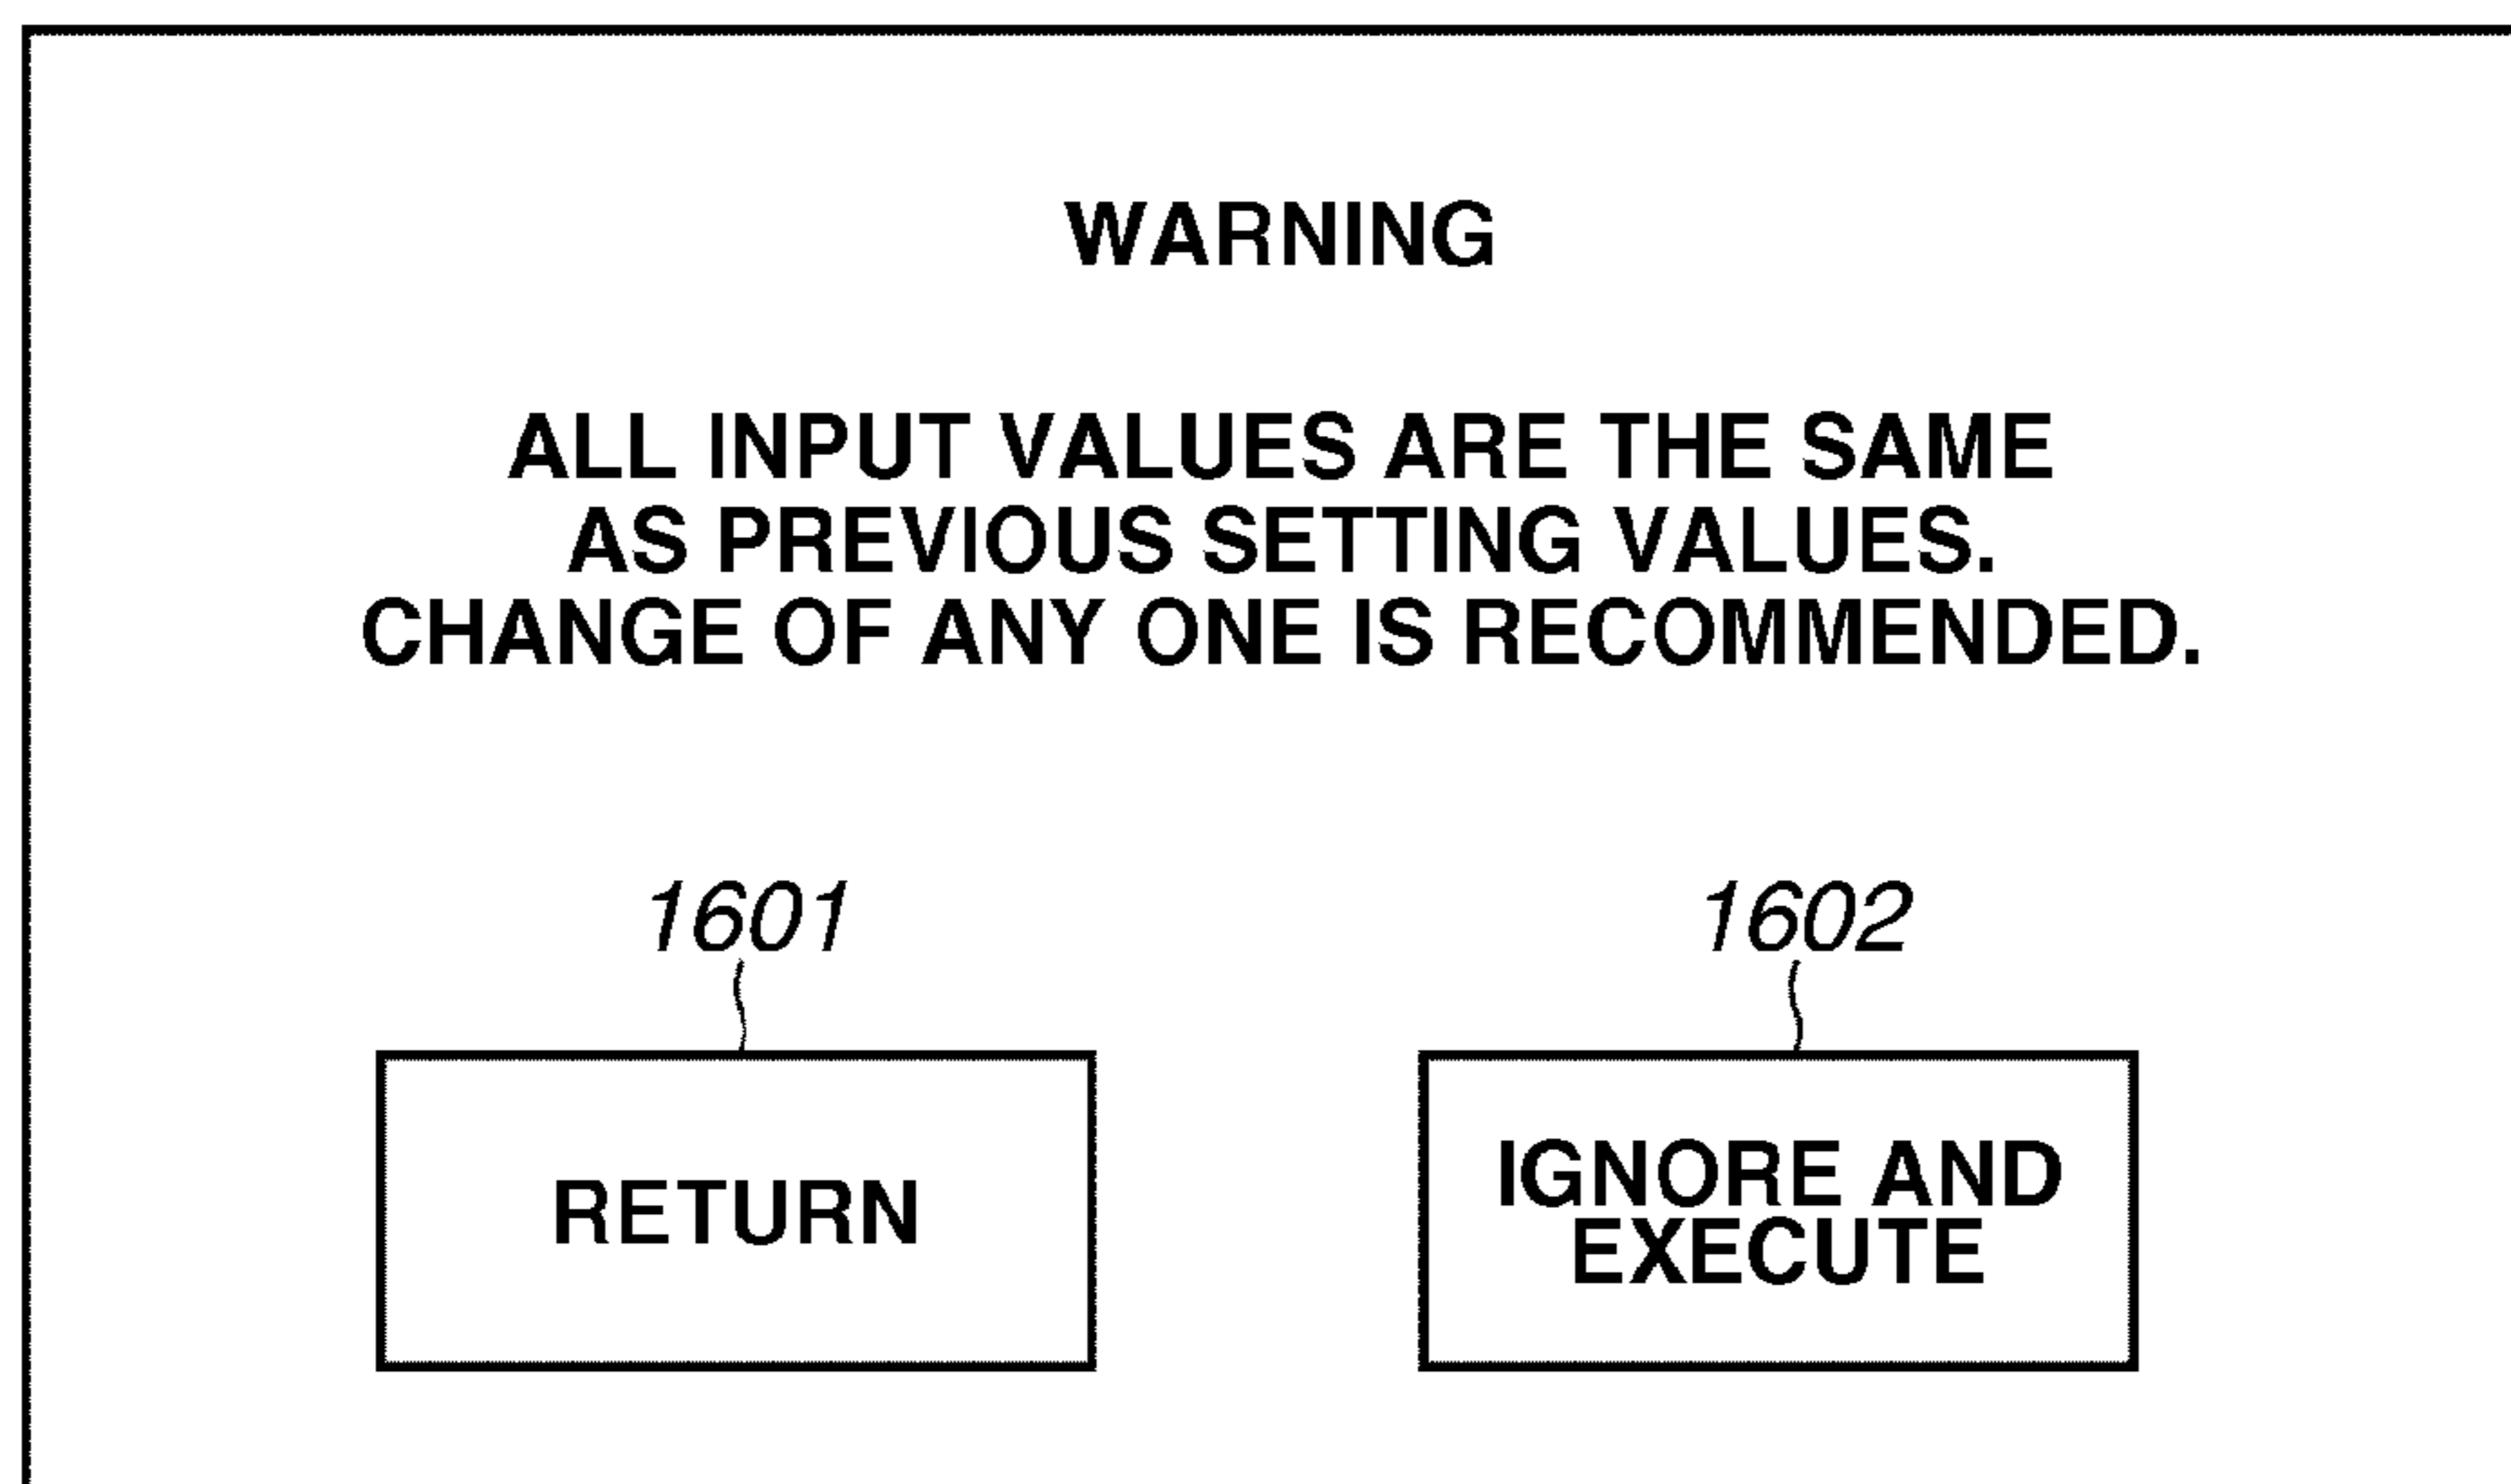 WARNING
ALL INPUT VALUES ARE THE SAME
AS PREVIOUS SETTING VALUES.
CHANGE OF ANY ONE IS RECOMMENDED.
1601
1602
RETURN
IGNORE AND
EXECUTE